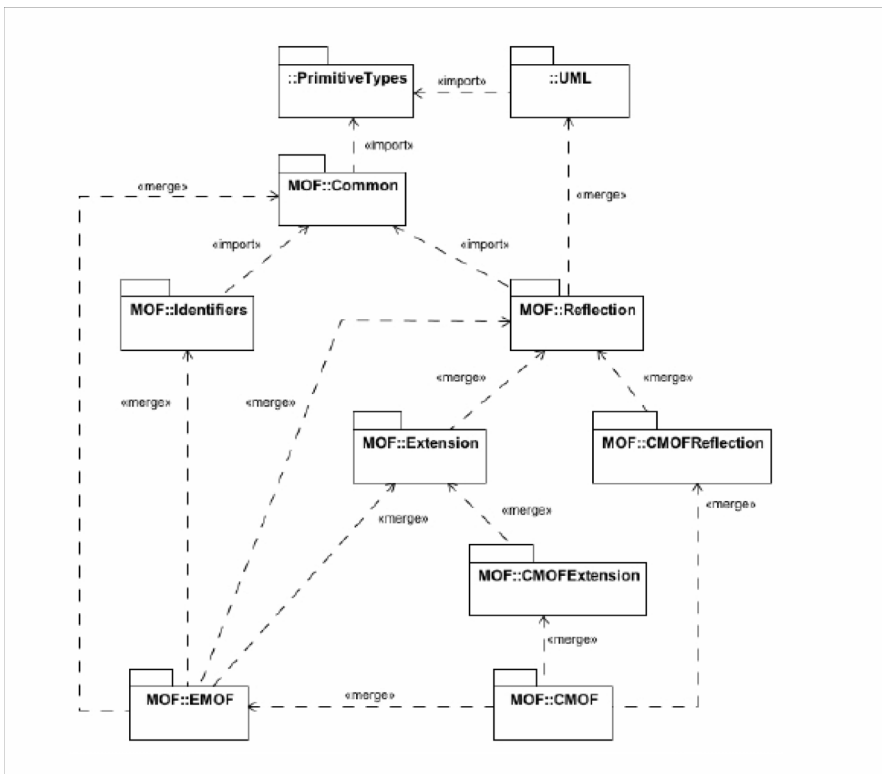 ::PrimitiveTypes
::UML
«import»
«import»
MOF::Common
«merge»
«merge»
«import»
«import»
MOF::Identifiers
MOF::Reflection
«merge»
«merge»
«merge»
«merge»
MOF::Extension
MOF::CMOFReflection
«merge»
«merge»
«merge»
MOF::CMOFExtension
«merge»
MOF::EMOF
«merge»
MOF::CMOF